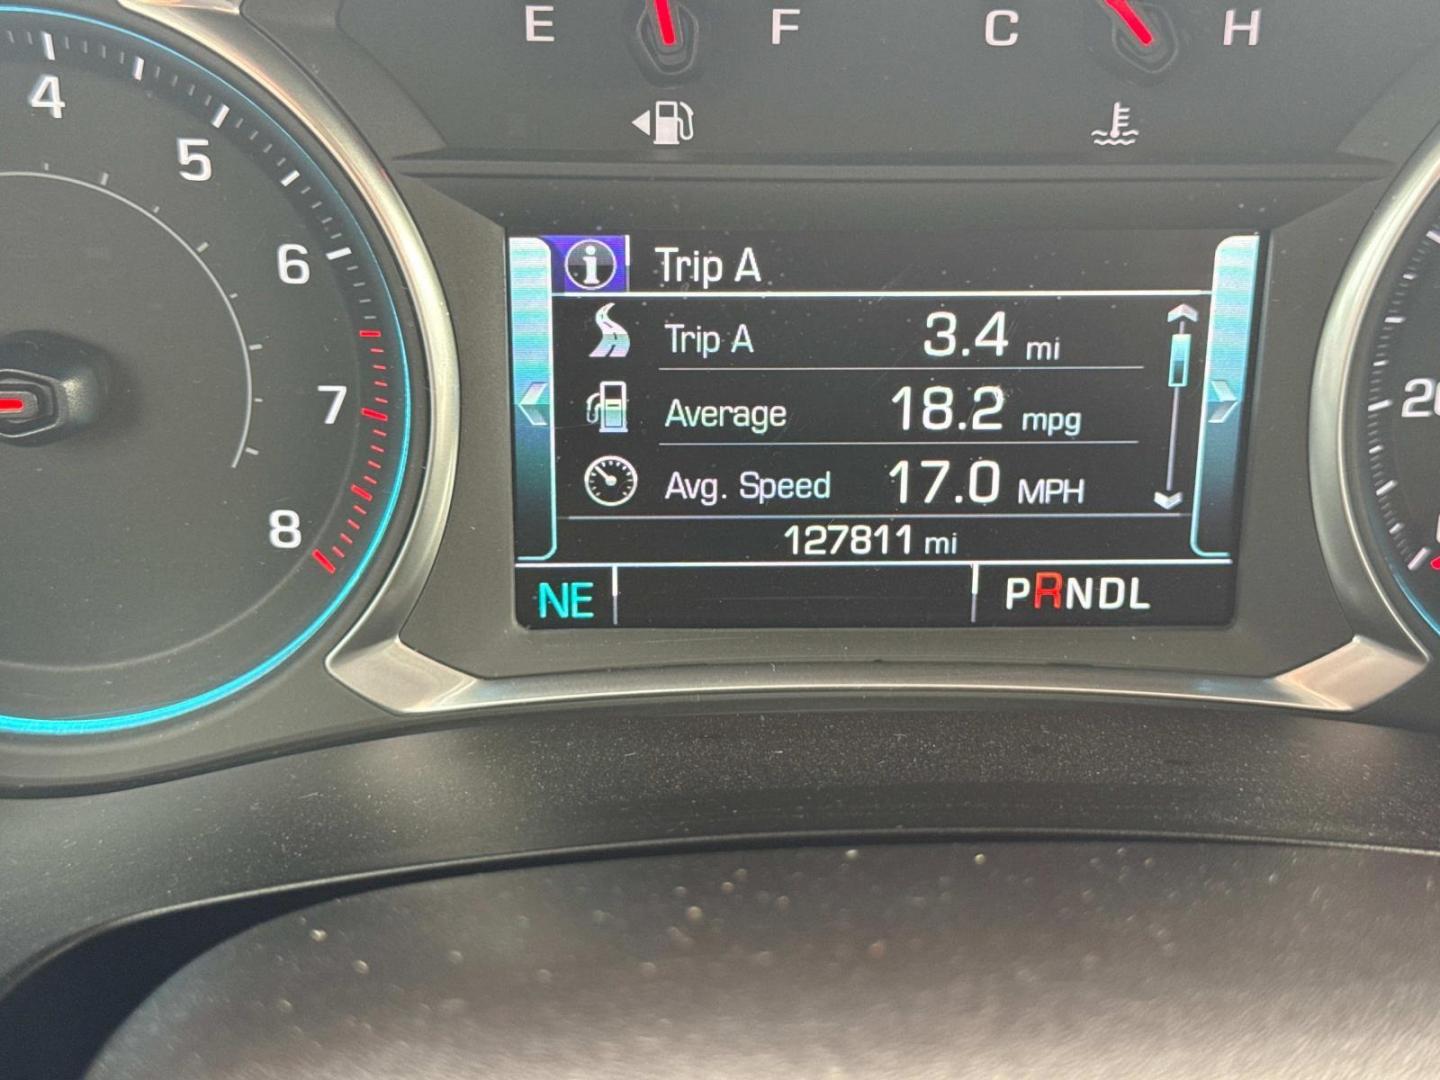 E F C H
4
5
6
7
8
i Trip A
Trip A 3.4 mi
Average 18.2 mpg
Avg. Speed 17.0 MPH
127811 mi
NE PRNDL